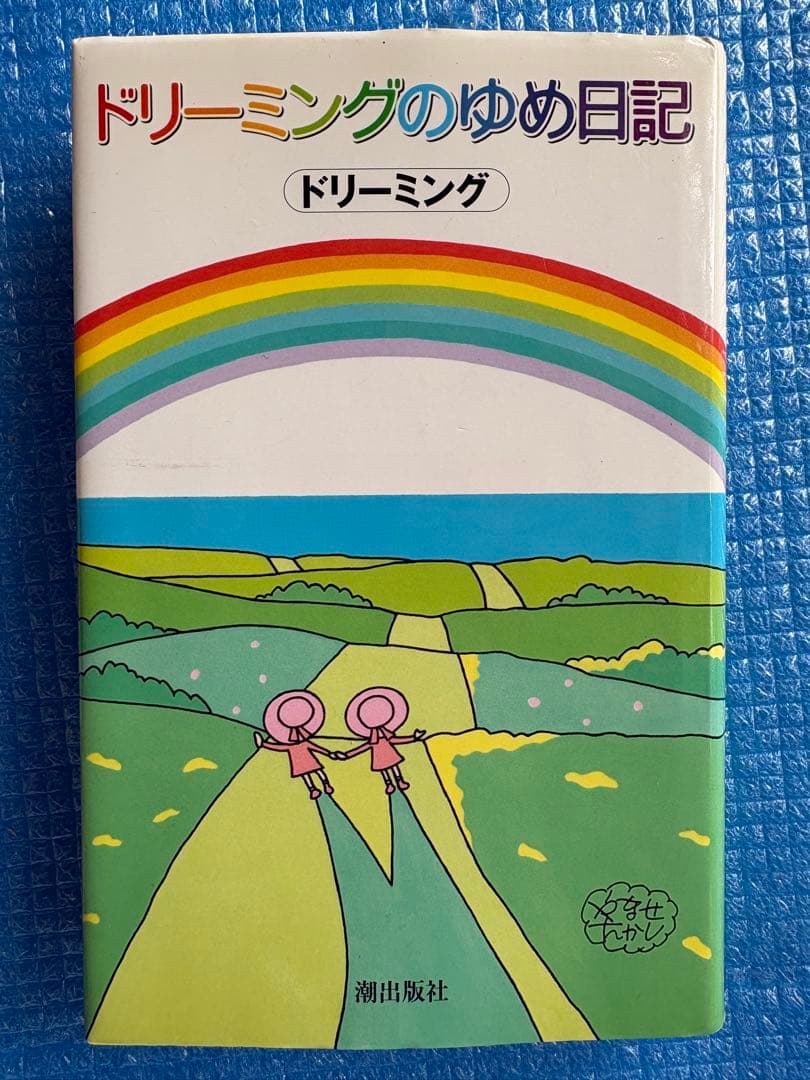 ドリーミングのゆめ日記
ドリーミング
やなせ
たかし
潮出版社